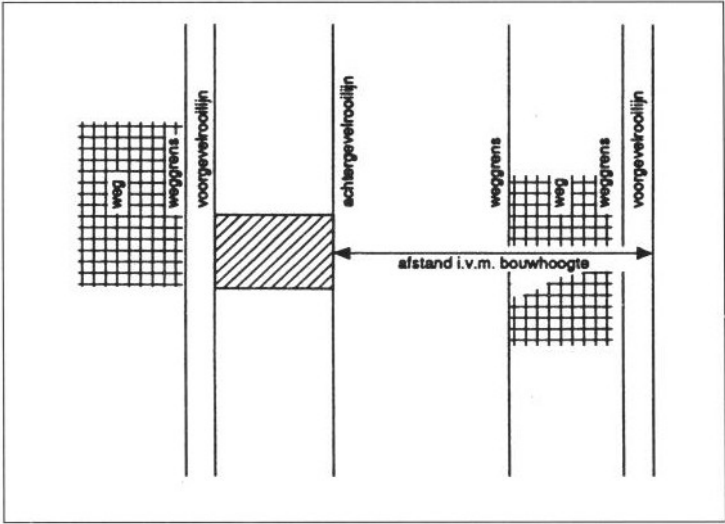 weg
weggrens
voorgevelrooilijn
achtergevelrooilijn
weggrens
weg
weggrens
voorgevelrooilijn
afstand i.v.m. bouwhoogte